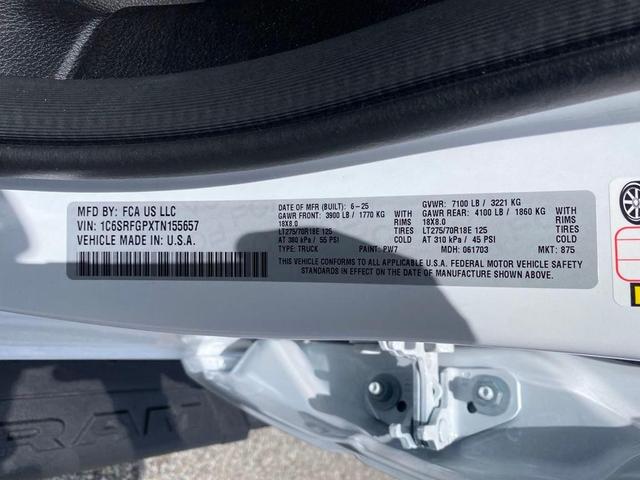 MFD BY: FCA US LLC
VIN: 1C6SRFGPXTN155657
VEHICLE MADE IN U.S.A.
DATE OF MFR (BUILT): 6-25
GAWR FRONT: 3900 LB / 1770 KG WITH
18X8.0 RIMS
LT275/70R18E 125 TIRES
AT 380 kPa / 55 PSI
TYPE: TRUCK PAINT: PW7
GVWR: 7100 LB / 3221 KG
GAWR REAR: 4100 LB / 1860 KG WITH
18X8.0 RIMS
LT275/70R18E 125 TIRES
AT 310 kPa / 45 PSI
MDH: 061703 MKT: 875
THIS VEHICLE CONFORMS TO ALL APPLICABLE U.S.A. FEDERAL MOTOR VEHICLE SAFETY
STANDARDS IN EFFECT ON THE DATE OF MANUFACTURE SHOWN ABOVE.
RAM